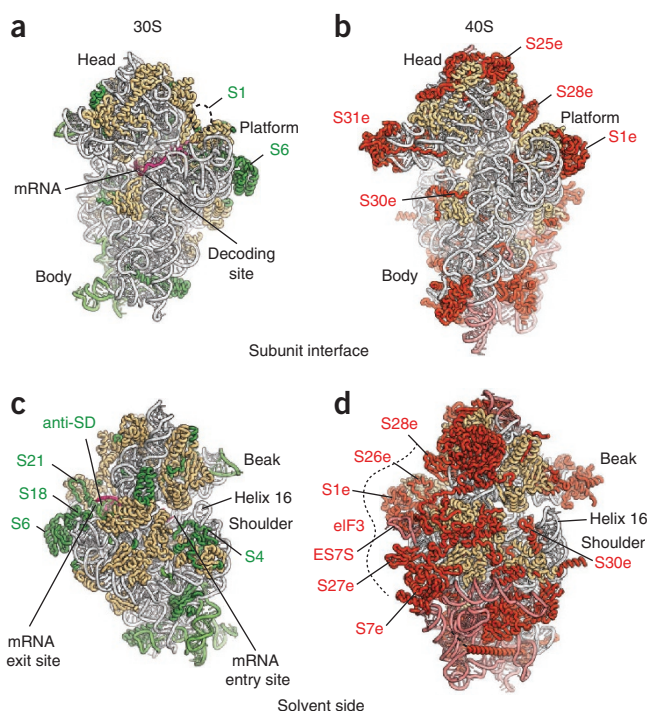 a
30S
Head
S1
Platform
S6
mRNA
Decoding
site
Body
b
40S
Head
S25e
S28e
Platform
S31e
S1e
S30e
Body
Subunit interface
c
anti-SD
S21
S18
S6
Beak
Helix 16
Shoulder
S4
mRNA
exit site
mRNA
entry site
d
S28e
S26e
S1e
eIF3
ES7S
S27e
S7e
Beak
Helix 16
Shoulder
S30e
Solvent side